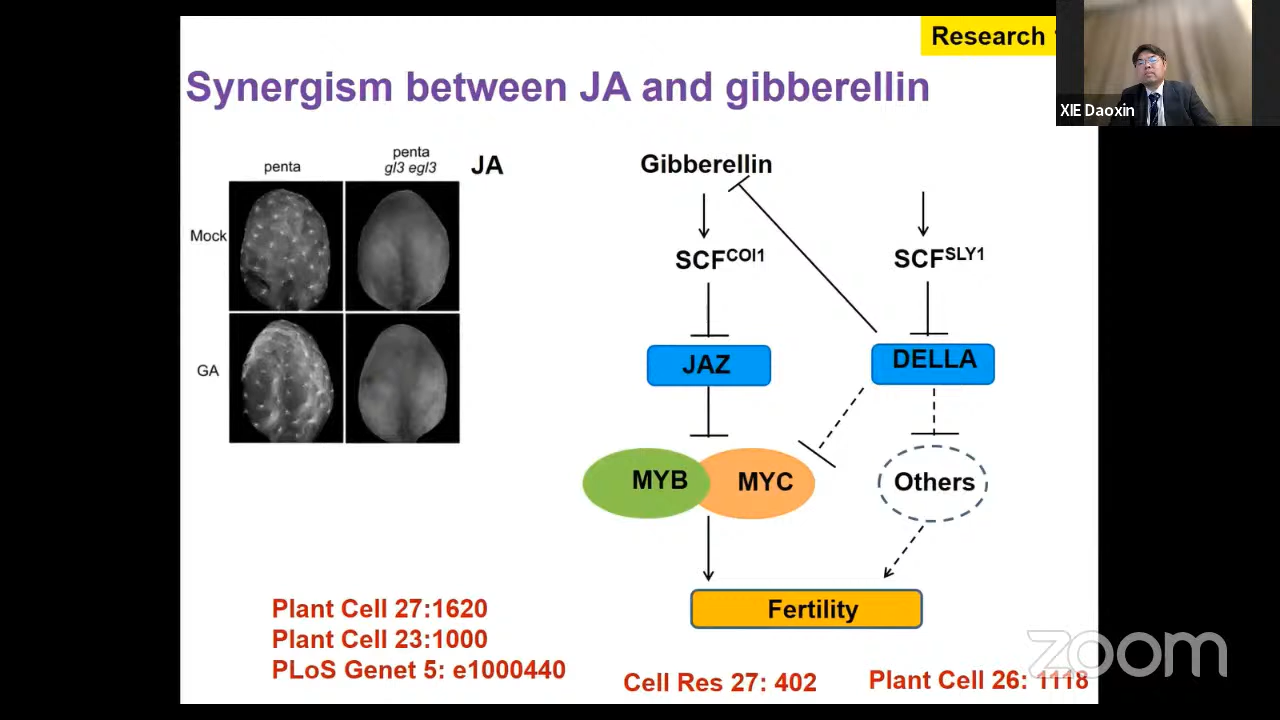 Research
XIE Daoxin
Synergism between JA and gibberellin
penta
penta
gl3 egl3
JA
Mock
GA
Gibberellin
SCFCOI1
SCFSLY1
JAZ
DELLA
MYB
MYC
Others
Fertility
Plant Cell 27:1620
Plant Cell 23:1000
PLoS Genet 5: e1000440
Cell Res 27: 402
Plant Cell 26: 1118
zoom